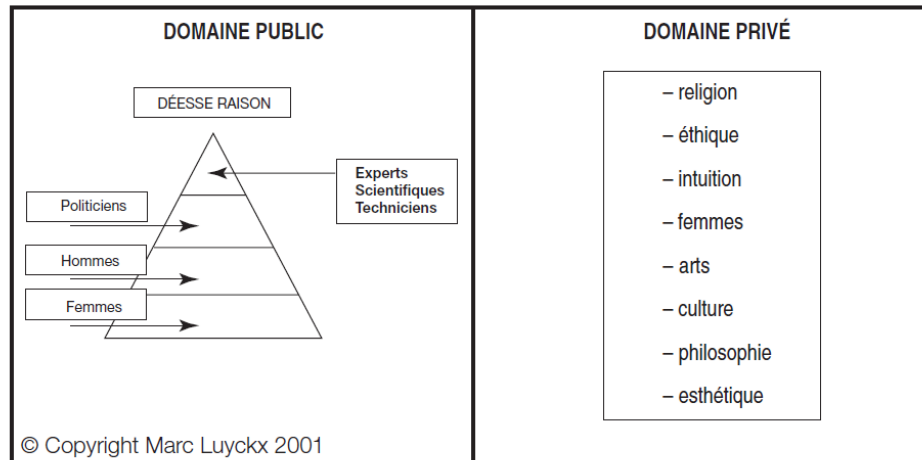 DOMAINE PUBLIC
DÉESSE RAISON
Experts
Scientifiques
Techniciens
Politiciens
Hommes
Femmes
© Copyright Marc Luyckx 2001
DOMAINE PRIVÉ
– religion
– éthique
– intuition
– femmes
– arts
– culture
– philosophie
– esthétique